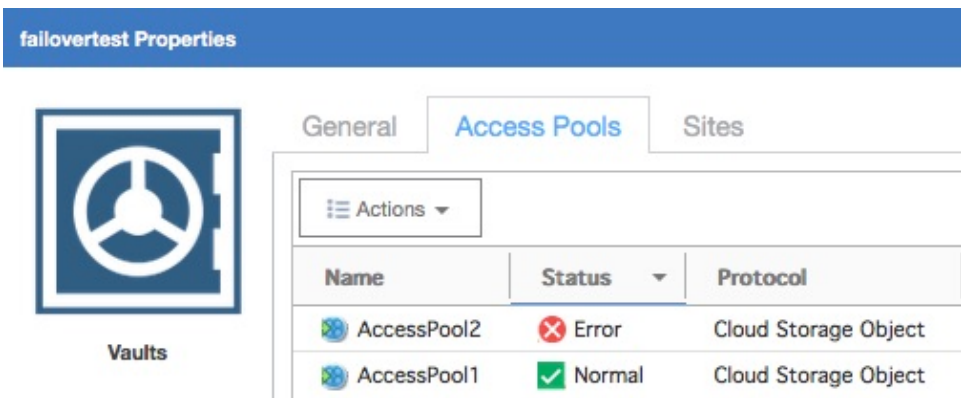 failovertest Properties
General Access Pools Sites
Actions
Name Status Protocol
AccessPool2 Error Cloud Storage Object
AccessPool1 Normal Cloud Storage Object
Vaults